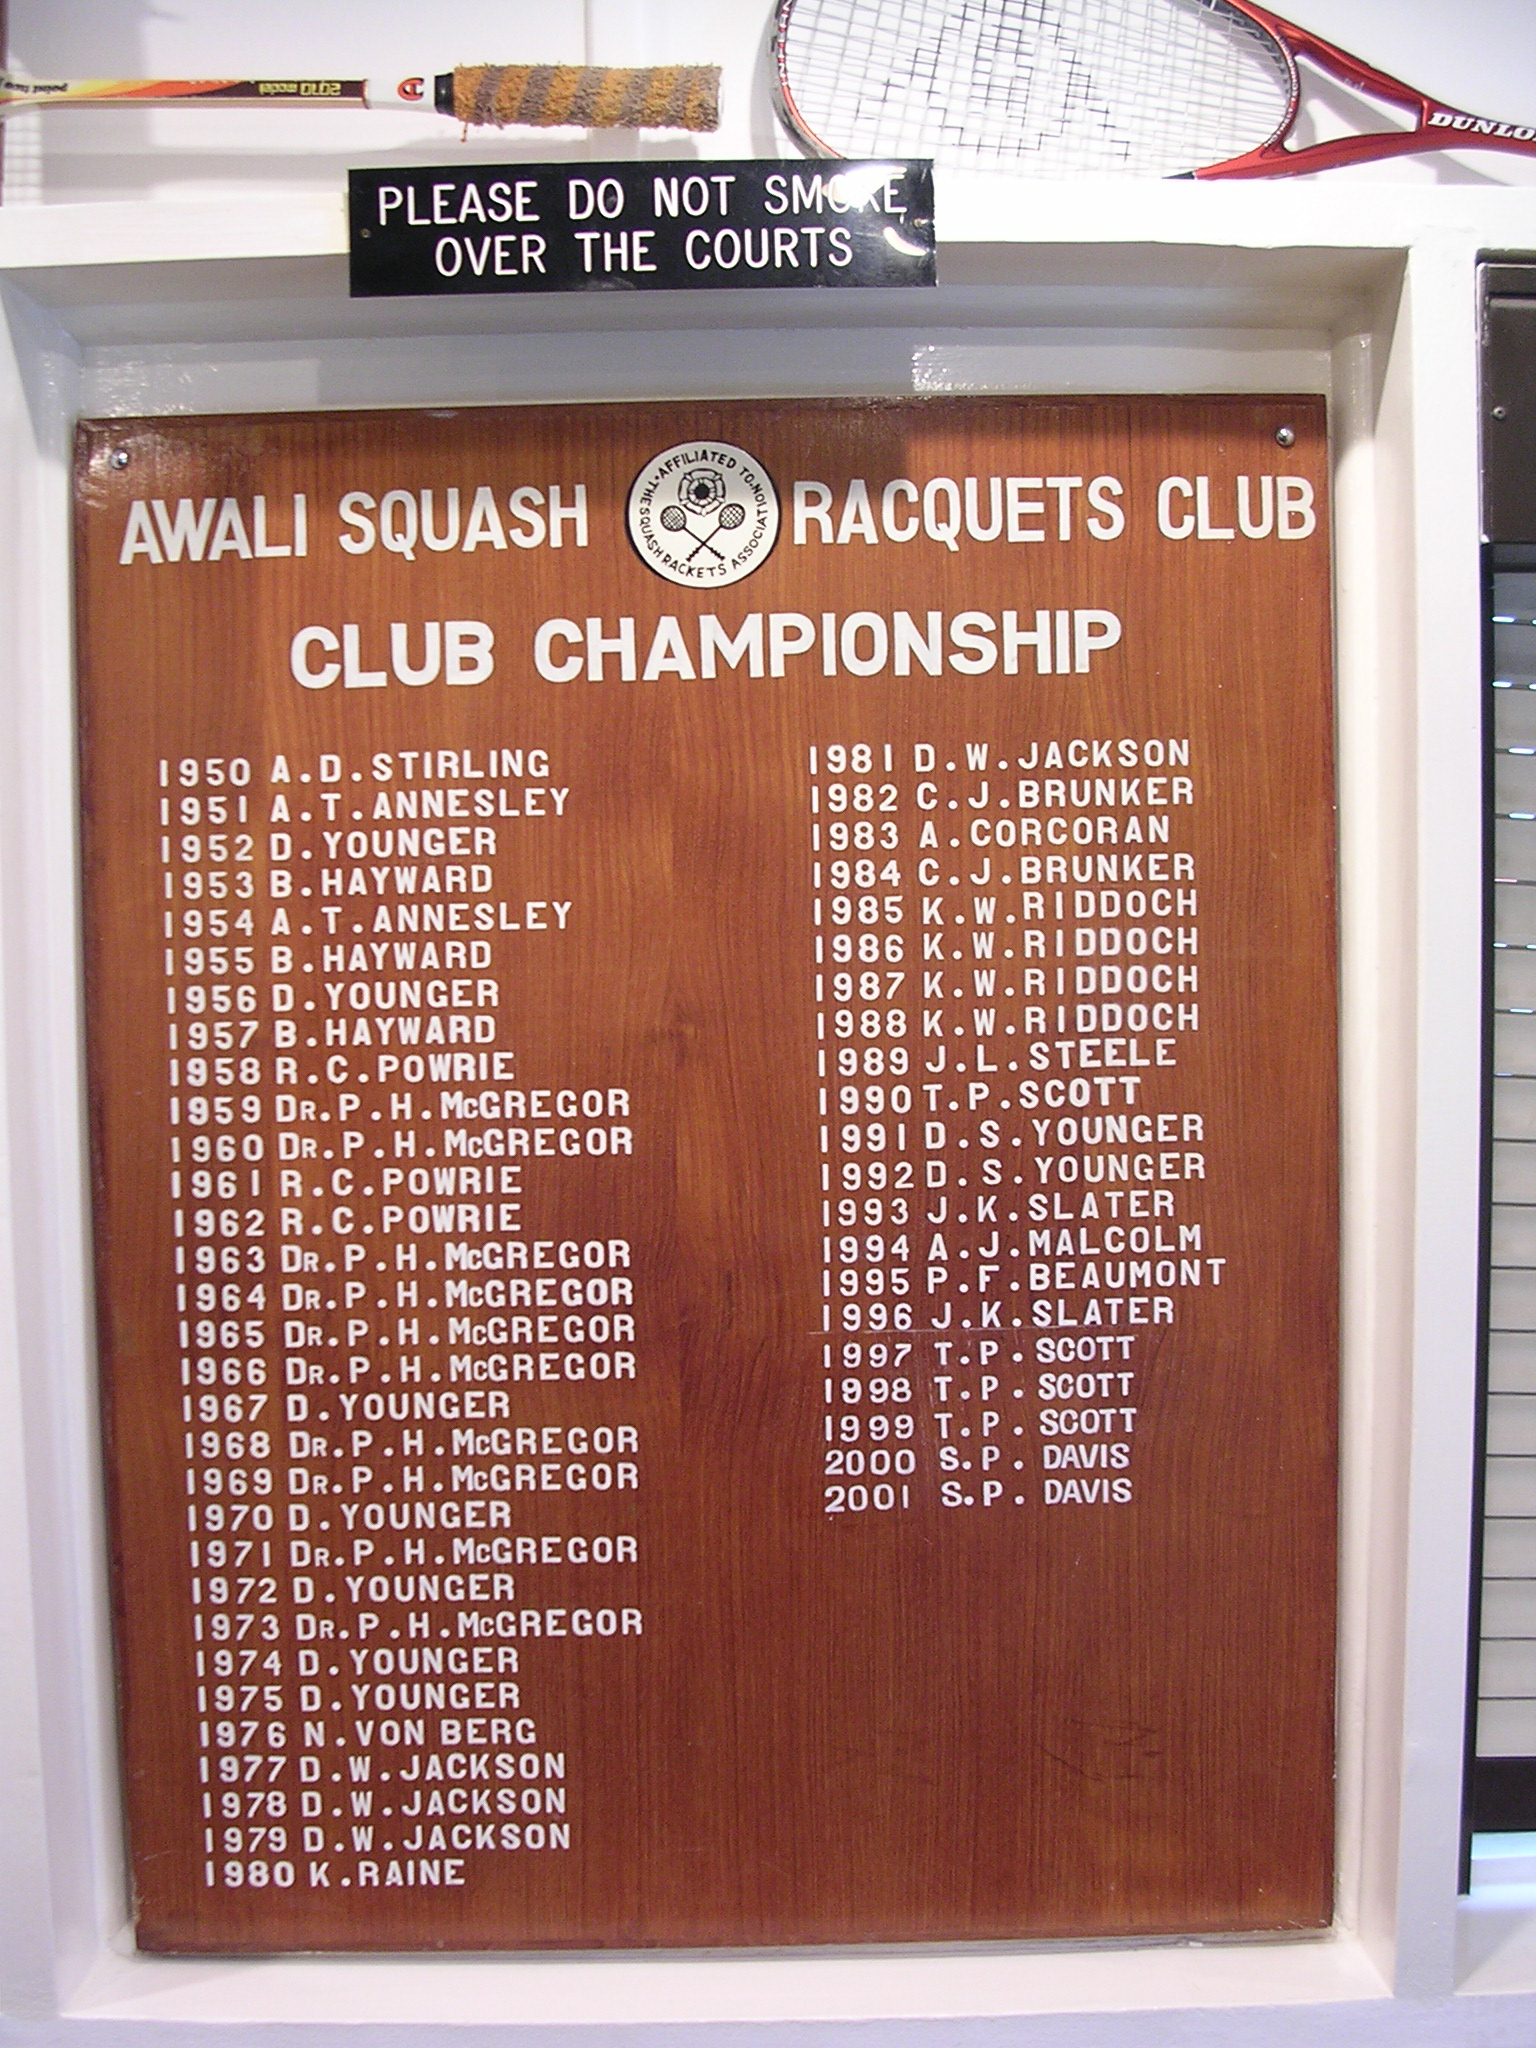 2090 model
DUNLO
PLEASE DO NOT SMOKE
OVER THE COURTS
AWALI SQUASH RACQUETS CLUB
AFFILIATED TO THE SQUASH RACKETS ASSOCIATION
CLUB CHAMPIONSHIP
1950 A.D.STIRLING
1951 A.T.ANNESLEY
1952 D.YOUNGER
1953 B.HAYWARD
1954 A.T.ANNESLEY
1955 B.HAYWARD
1956 D.YOUNGER
1957 B.HAYWARD
1958 R.C.POWRIE
1959 DR.P.H.McGREGOR
1960 DR.P.H.McGREGOR
1961 R.C.POWRIE
1962 R.C.POWRIE
1963 DR.P.H.McGREGOR
1964 DR.P.H.McGREGOR
1965 DR.P.H.McGREGOR
1966 DR.P.H.McGREGOR
1967 D.YOUNGER
1968 DR.P.H.McGREGOR
1969 DR.P.H.McGREGOR
1970 D.YOUNGER
1971 DR.P.H.McGREGOR
1972 D.YOUNGER
1973 DR.P.H.McGREGOR
1974 D.YOUNGER
1975 D.YOUNGER
1976 N.VON BERG
1977 D.W.JACKSON
1978 D.W.JACKSON
1979 D.W.JACKSON
1980 K.RAINE
1981 D.W.JACKSON
1982 C.J.BRUNKER
1983 A.CORCORAN
1984 C.J.BRUNKER
1985 K.W.RIDDOCH
1986 K.W.RIDDOCH
1987 K.W.RIDDOCH
1988 K.W.RIDDOCH
1989 J.L.STEELE
1990 T.P.SCOTT
1991 D.S.YOUNGER
1992 D.S.YOUNGER
1993 J.K.SLATER
1994 A.J.MALCOLM
1995 P.F.BEAUMONT
1996 J.K.SLATER
1997 T.P. SCOTT
1998 T.P. SCOTT
1999 T.P. SCOTT
2000 S.P. DAVIS
2001 S.P. DAVIS